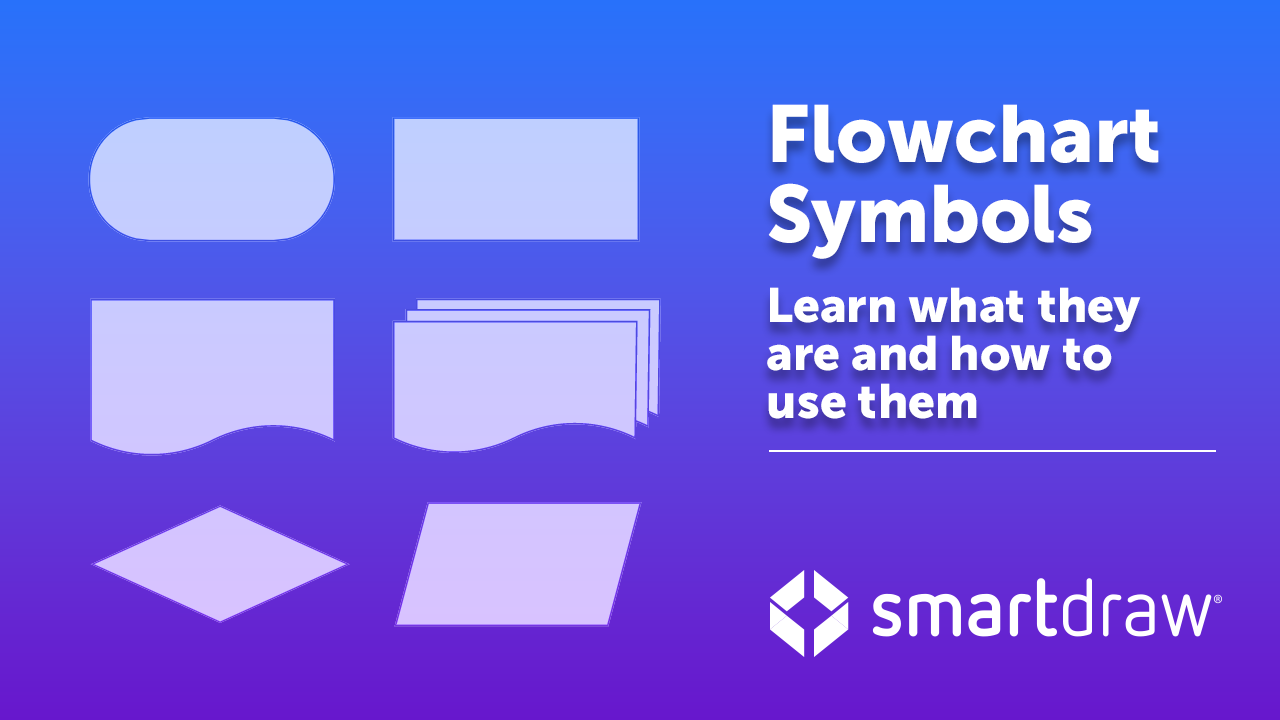 Flowchart
Symbols
Learn what they
are and how to
use them
smartdraw®